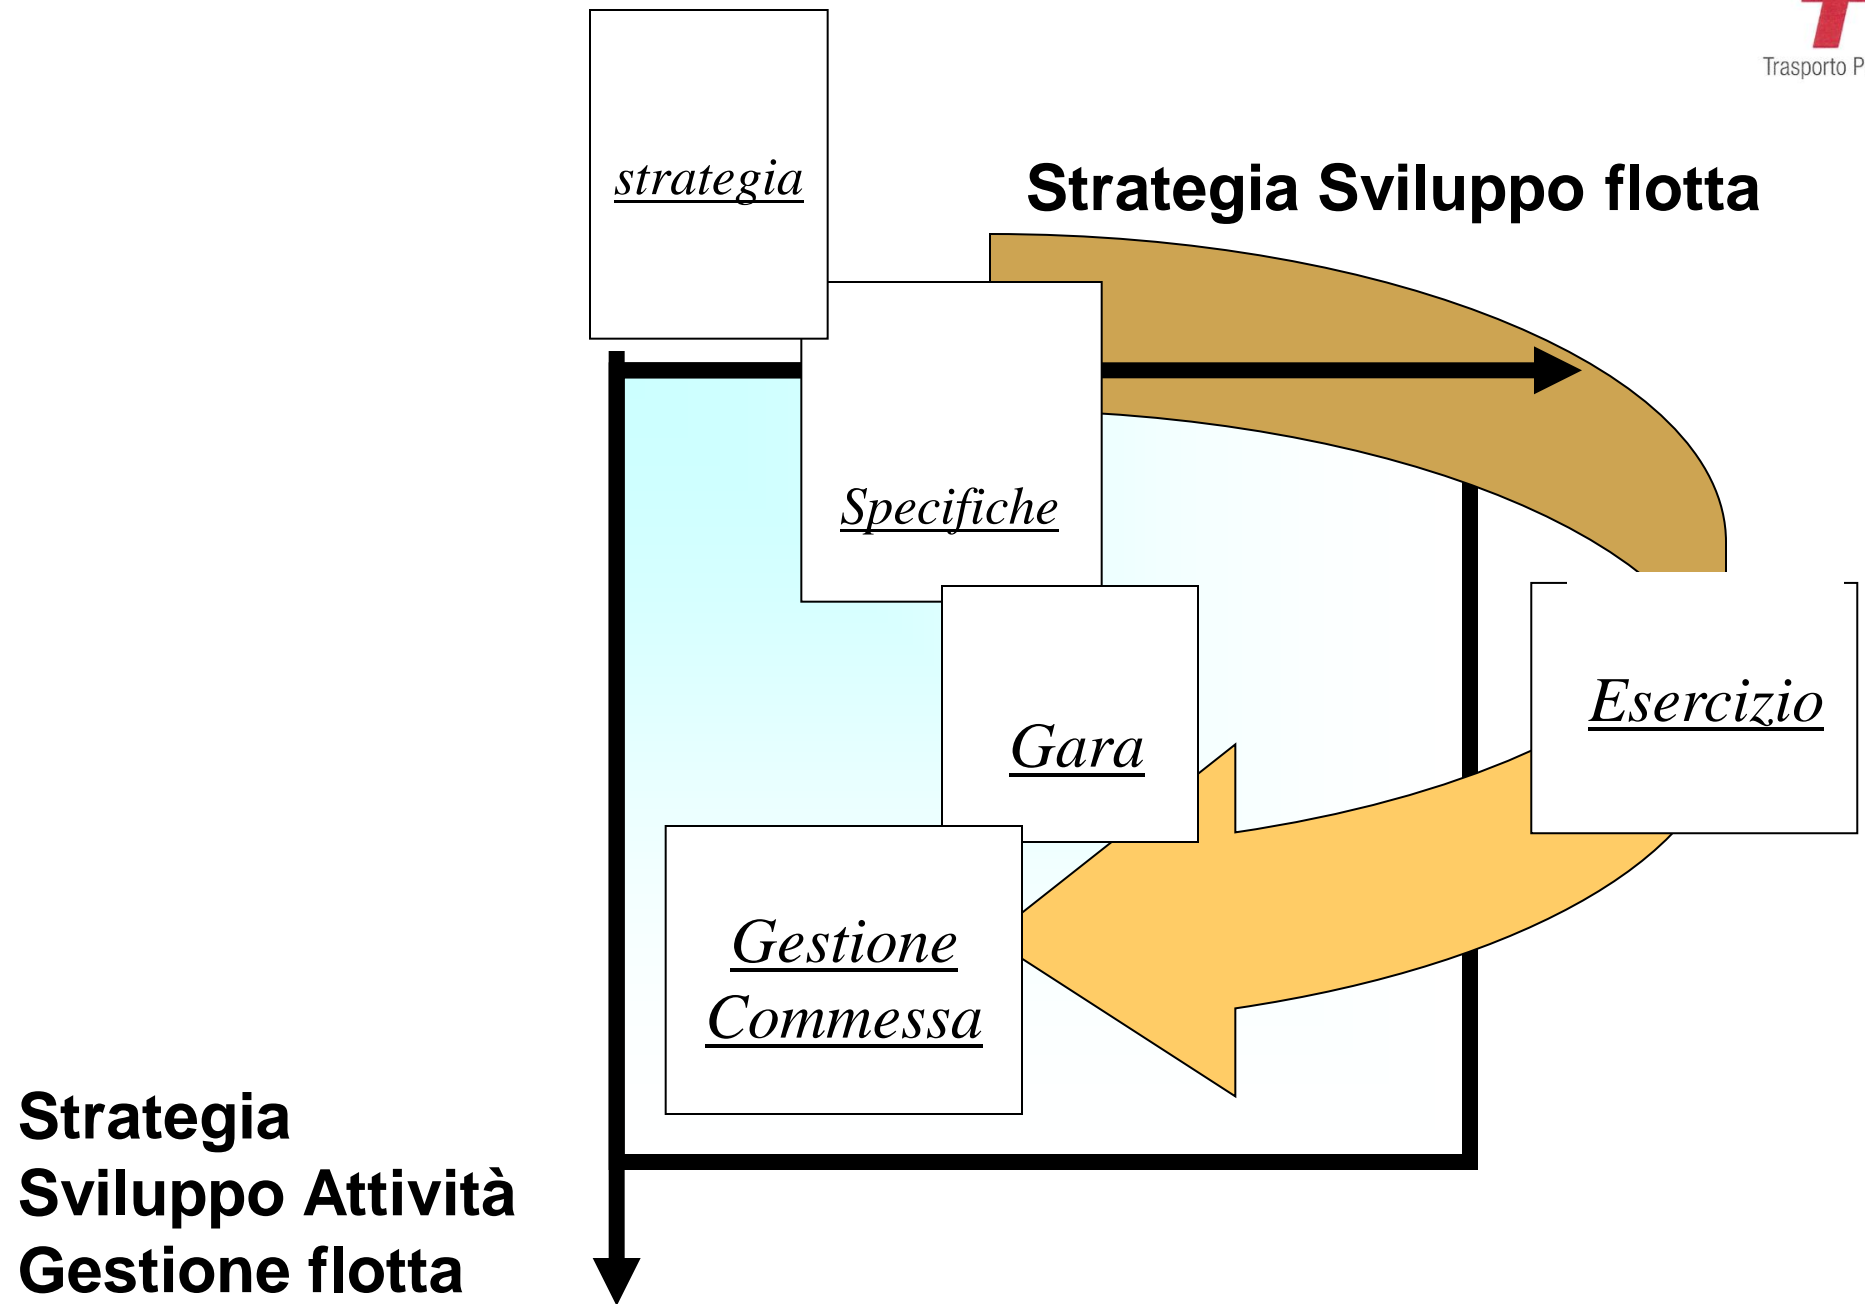 Trasporto P
strategia
Strategia Sviluppo flotta
Specifiche
Esercizio
Gara
Gestione
Commessa
Strategia
Sviluppo Attività
Gestione flotta